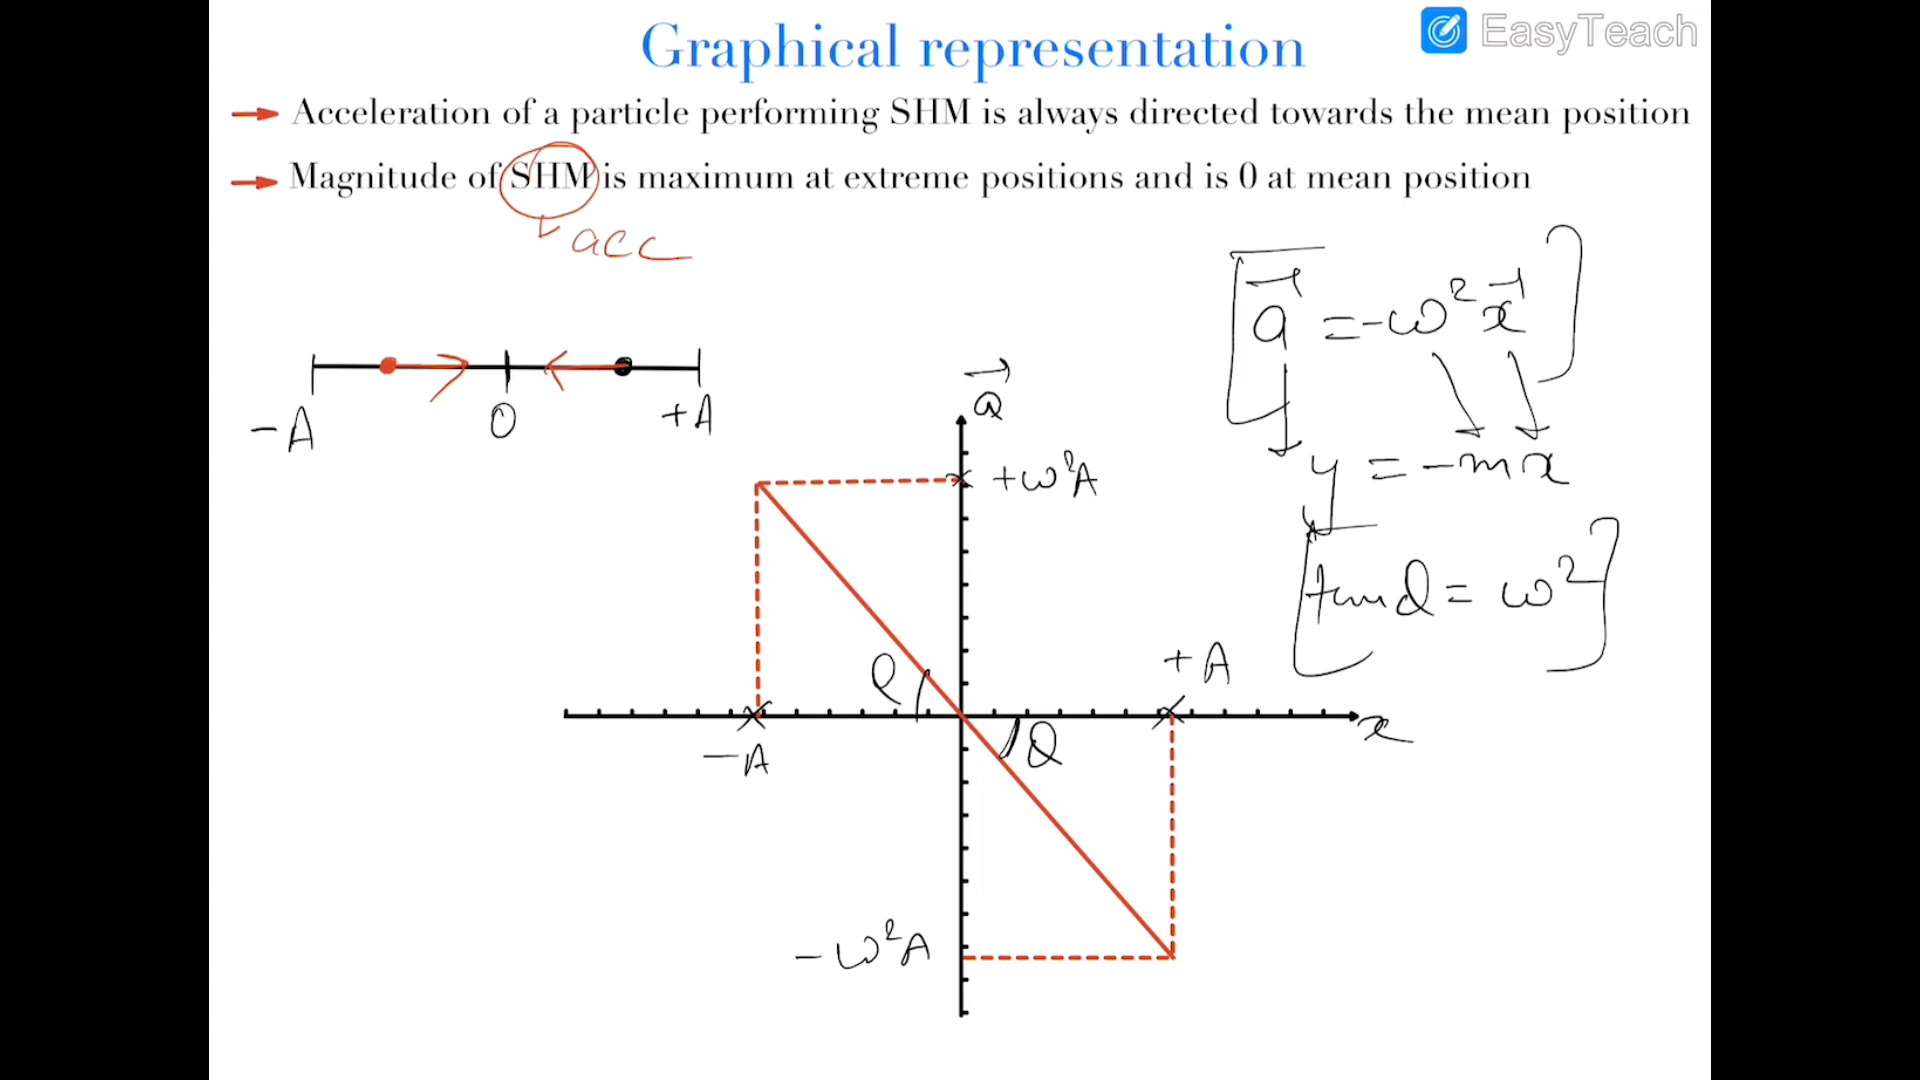 Graphical representation
EasyTeach
→ Acceleration of a particle performing SHM is always directed towards the mean position
→ Magnitude of SHM is maximum at extreme positions and is 0 at mean position
acc
a = -ω²x
-A
O
+A
a
y = -mx
+ω²A
tanθ = ω²
+A
θ
x
-A
θ
-ω²A